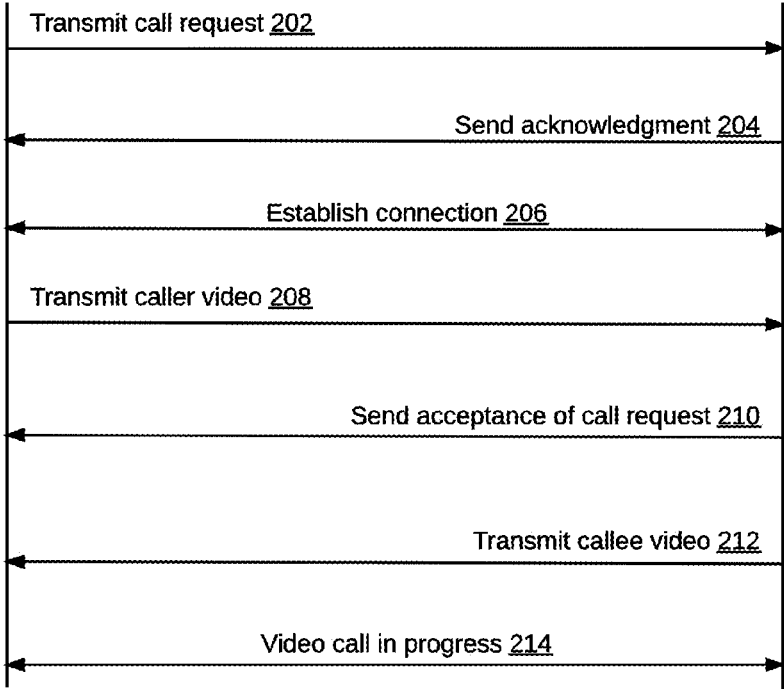 Transmit call request 202
Send acknowledgment 204
Establish connection 206
Transmit caller video 208
Send acceptance of call request 210
Transmit callee video 212
Video call in progress 214